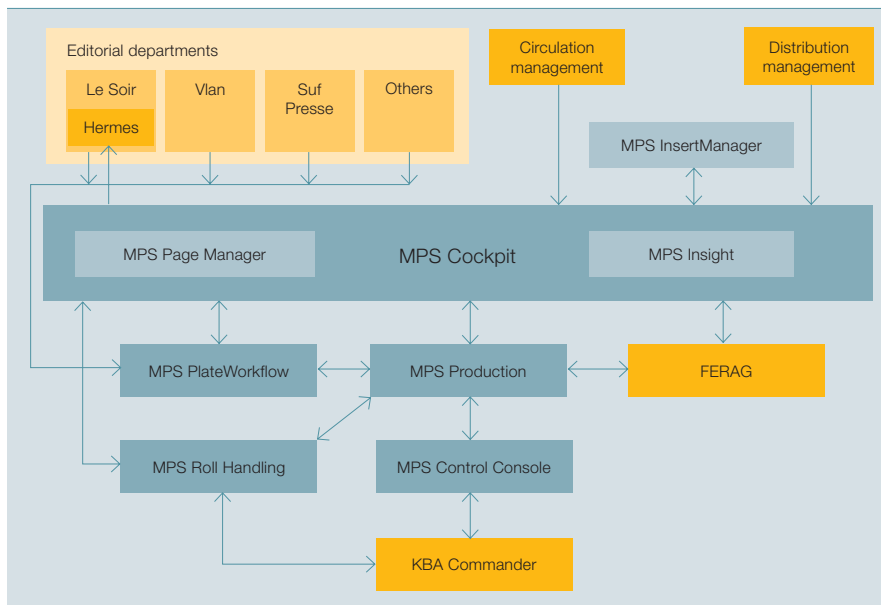 Editorial departments
Le Soir
Hermes
Vlan
Suf
Presse
Others
Circulation
management
Distribution
management
MPS InsertManager
MPS Page Manager
MPS Cockpit
MPS Insight
MPS PlateWorkflow
MPS Production
FERAG
MPS Roll Handling
MPS Control Console
KBA Commander